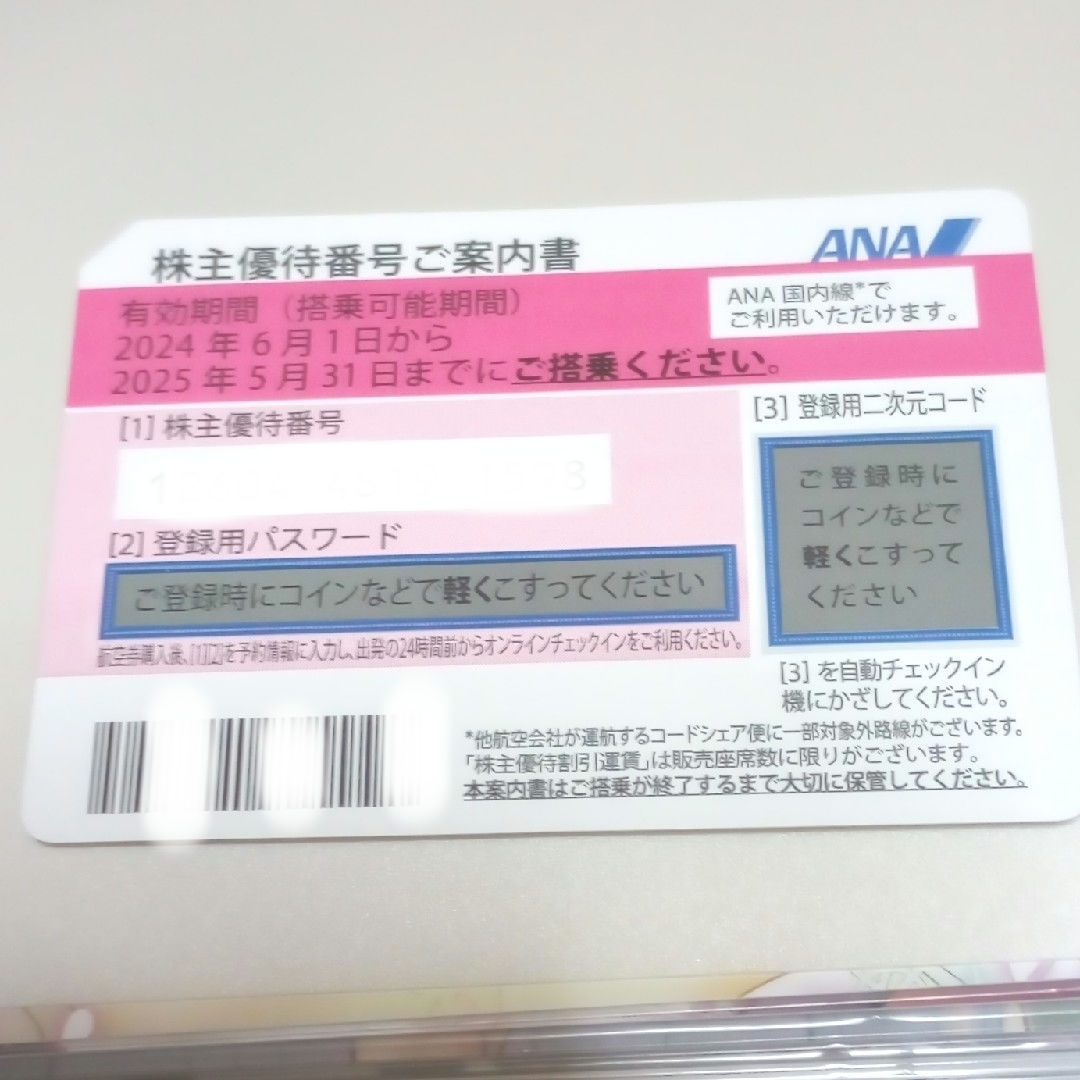 株主優待番号ご案内書
ANA
有効期間（搭乗可能期間）
2024年6月1日から
2025年5月31日までにご搭乗ください。
ANA国内線*で
ご利用いただけます。
[1] 株主優待番号
[2] 登録用パスワード
ご登録時にコインなどで軽くこすってください
航空券購入後、[1][2]を予約情報に入力し、出発の24時間前からオンラインチェックインをご利用ください。
[3] 登録用二次元コード
ご登録時に
コインなどで
軽くこすって
ください
[3] を自動チェックイン
機にかざしてください。
*他航空会社が運航するコードシェア便に一部対象外路線がございます。
「株主優待割引運賃」は販売座席数に限りがございます。
本案内書はご搭乗が終了するまで大切に保管してください。